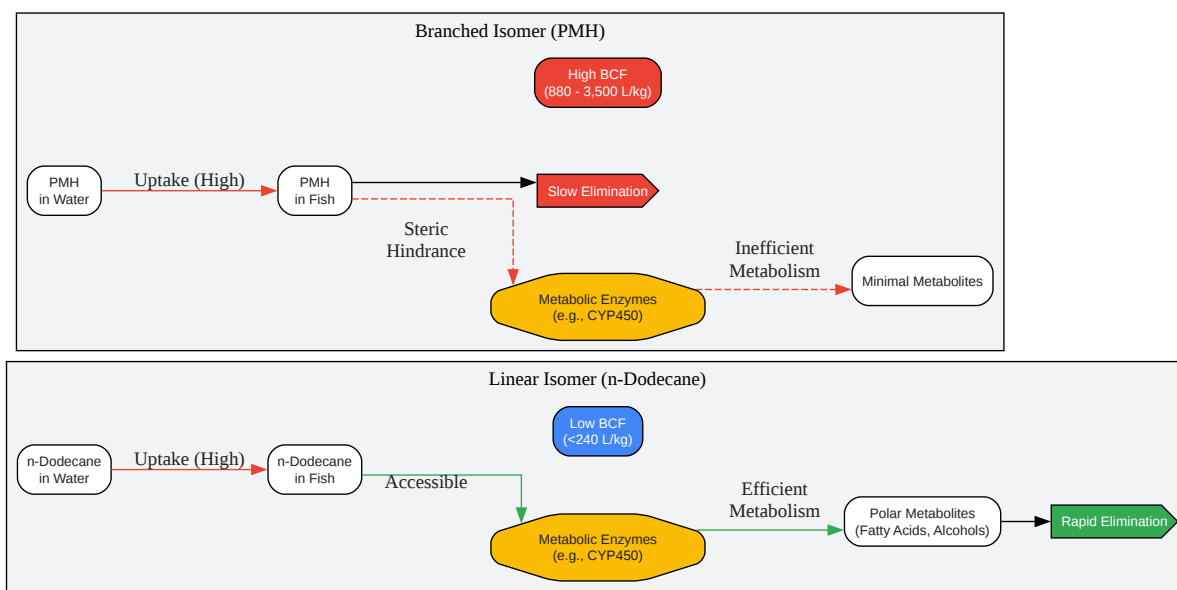 Branched Isomer (PMH)
High BCF
(880 - 3,500 L/kg)
PMH
in Water
Uptake (High)
PMH
in Fish
Slow Elimination
Steric
Hindrance
Metabolic Enzymes
(e.g., CYP450)
Inefficient
Metabolism
Minimal Metabolites
Linear Isomer (n-Dodecane)
Low BCF
(<240 L/kg)
n-Dodecane
in Water
Uptake (High)
n-Dodecane
in Fish
Accessible
Metabolic Enzymes
(e.g., CYP450)
Efficient
Metabolism
Polar Metabolites
(Fatty Acids, Alcohols)
Rapid Elimination